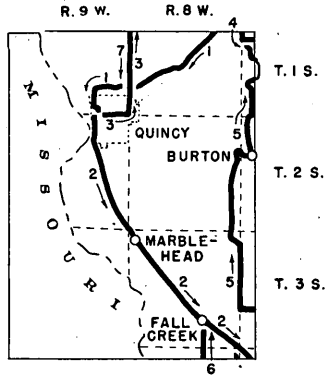 R. 9 W. R. 8 W.
4
7
1
3
1
T. 1 S.
3
5
QUINCY
BURTON
T. 2 S.
2
MISSOURI
MARBLE-
HEAD
2
5
T. 3 S.
FALL
CREEK
2
6